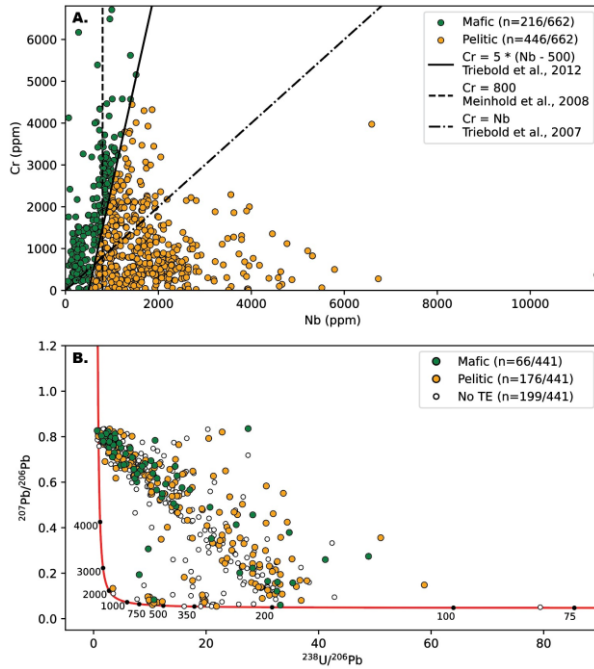 A.
Mafic (n=216/662)
Pelitic (n=446/662)
Cr = 5 * (Nb - 500)
Triebold et al., 2012
Cr = 800
Meinhold et al., 2008
Cr = Nb
Triebold et al., 2007
6000
5000
4000
3000
2000
1000
0
Cr (ppm)
0
2000
4000
6000
8000
10000
Nb (ppm)
B.
Mafic (n=66/441)
Pelitic (n=176/441)
No TE (n=199/441)
1.2
1.0
0.8
0.6
0.4
0.2
0.0
²⁰⁷Pb/²⁰⁶Pb
4000
3000
2000
1000
750
500
350
200
100
75
0
20
40
60
80
²³⁸U/²⁰⁶Pb